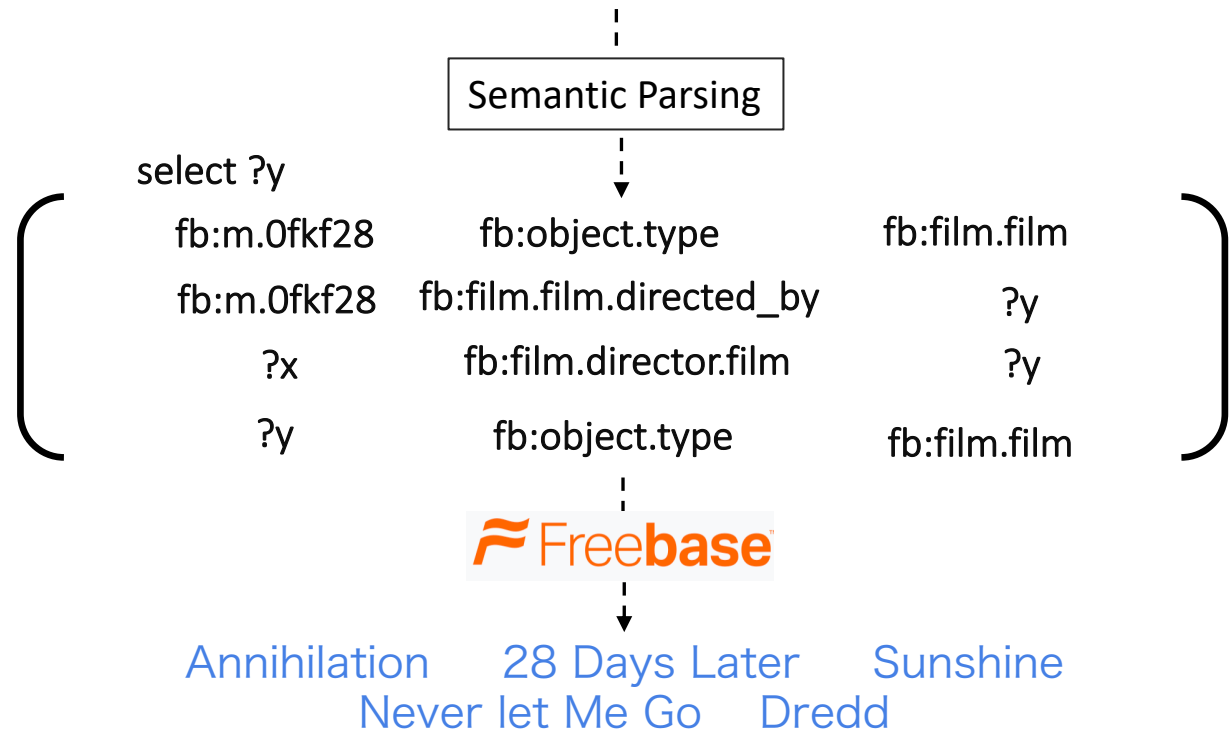 Semantic Parsing
select ?y
fb:m.0fkf28 fb:object.type fb:film.film
fb:m.0fkf28 fb:film.film.directed_by ?y
?x fb:film.director.film ?y
?y fb:object.type fb:film.film
Freebase
Annihilation 28 Days Later Sunshine
Never let Me Go Dredd